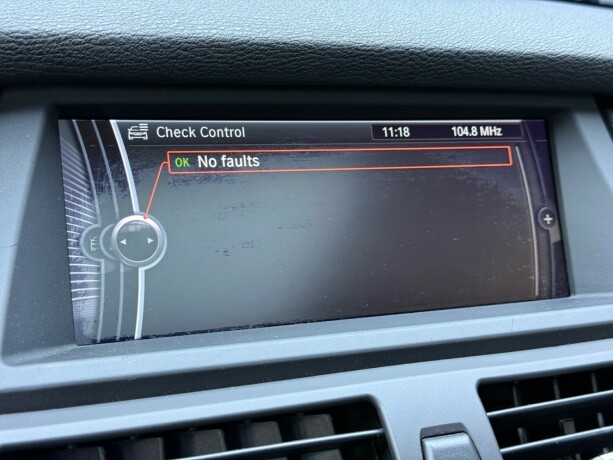 Check Control 11:18 104.8 MHz
OK No faults